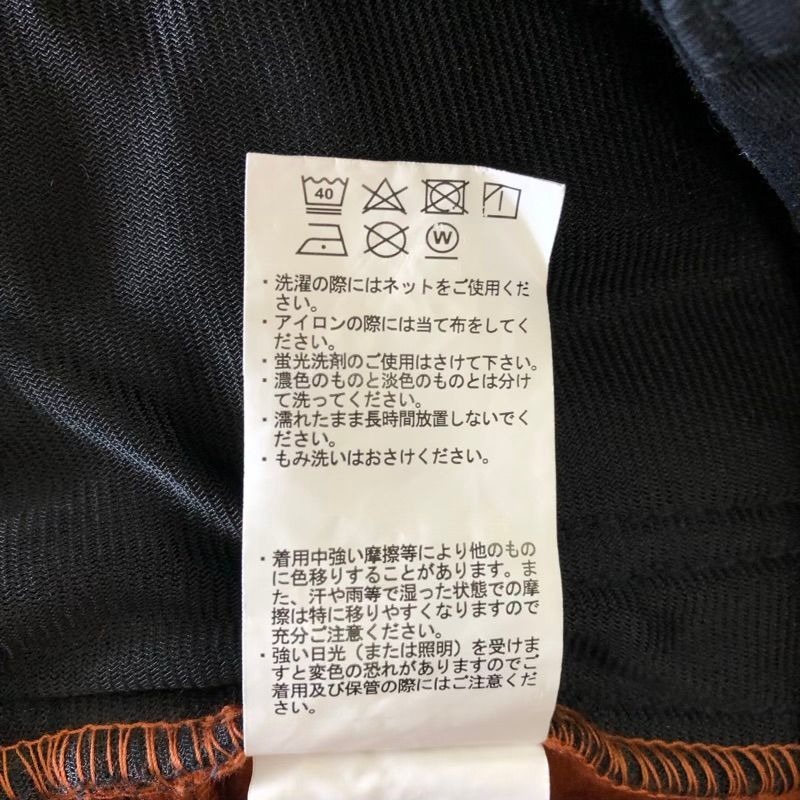 40
W
・洗濯の際にはネットをご使用くだ
さい。
・アイロンの際には当て布をしてく
ださい。
・蛍光洗剤のご使用はさけて下さい。
・濃色のものと淡色のものとは分け
て洗ってください。
・濡れたまま長時間放置しないでく
ださい。
・もみ洗いはおさけください。
・着用中強い摩擦等により他のもの
に色移りすることがあります。ま
た、汗や雨等で湿った状態での摩
擦は特に移りやすくなりますので
充分ご注意ください。
・強い日光（または照明）を受けま
すと変色の恐れがありますのでご
着用及び保管の際にはご注意くだ
さい。